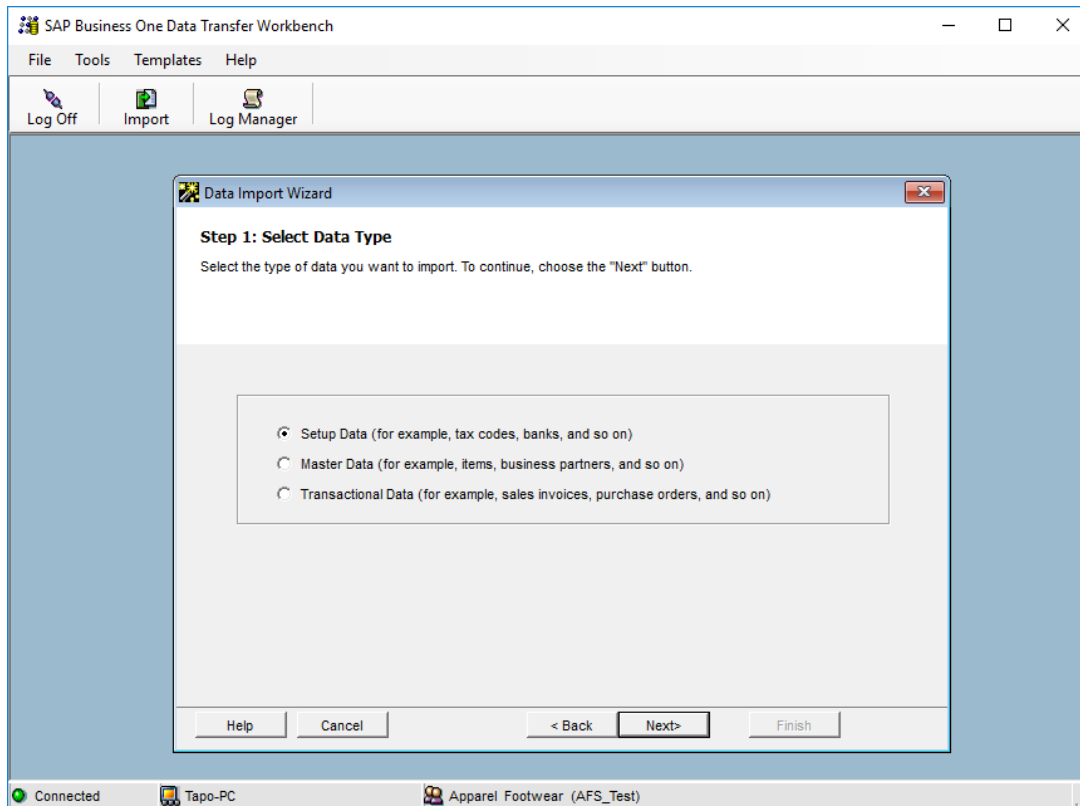 SAP Business One Data Transfer Workbench
File Tools Templates Help
Log Off Import Log Manager
Data Import Wizard
Step 1: Select Data Type
Select the type of data you want to import. To continue, choose the "Next" button.
Setup Data (for example, tax codes, banks, and so on)
Master Data (for example, items, business partners, and so on)
Transactional Data (for example, sales invoices, purchase orders, and so on)
Help Cancel < Back Next> Finish
Connected Tapo-PC Apparel Footwear (AFS_Test)